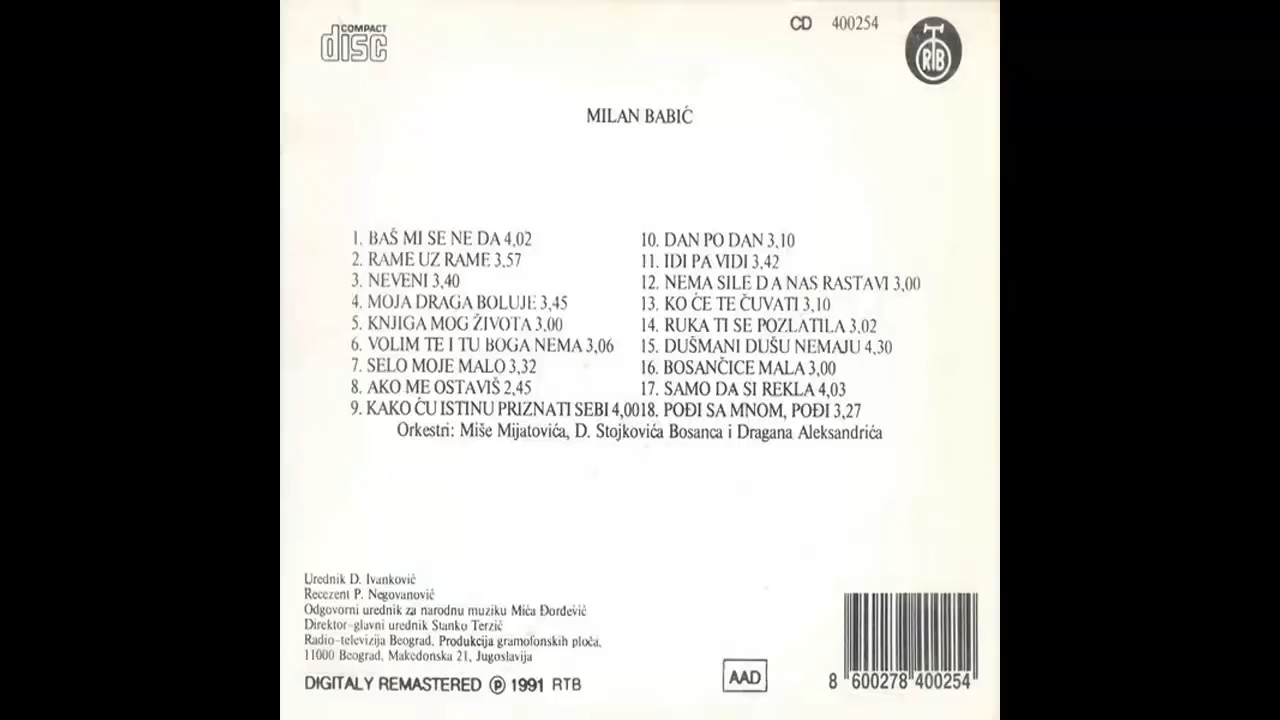 COMPACT
disc
CD 400254
RTB
MILAN BABIĆ
1. BAŠ MI SE NE DA 4,02
2. RAME UZ RAME 3,57
3. NEVENI 3,40
4. MOJA DRAGA BOLUJE 3,45
5. KNJIGA MOG ŽIVOTA 3,00
6. VOLIM TE I TU BOGA NEMA 3,06
7. SELO MOJE MALO 3,32
8. AKO ME OSTAVIŠ 2,45
9. KAKO ĆU ISTINU PRIZNATI SEBI 4,00
10. DAN PO DAN 3,10
11. IDI PA VIDI 3,42
12. NEMA SILE DA NAS RASTAVI 3,00
13. KO ĆE TE ČUVATI 3,10
14. RUKA TI SE POZLATILA 3,02
15. DUŠMANI DUŠU NEMAJU 4,30
16. BOSANČICE MALA 3,00
17. SAMO DA SI REKLA 4,03
18. POĐI SA MNOM, POĐI 3,27
Orkestri: Miše Mijatovića, D. Stojkovića Bosanca i Dragana Aleksandrića
Urednik D. Ivanković
Recezent P. Negovanović
Odgovorni urednik za narodnu muziku Mića Đorđević
Direktor-glavni urednik Stanko Terzić
Radio-televizija Beograd. Produkcija gramofonskih ploča.
11000 Beograd, Makedonska 21, Jugoslavija
DIGITALY REMASTERED ℗ 1991 RTB
AAD
8 600278 400254